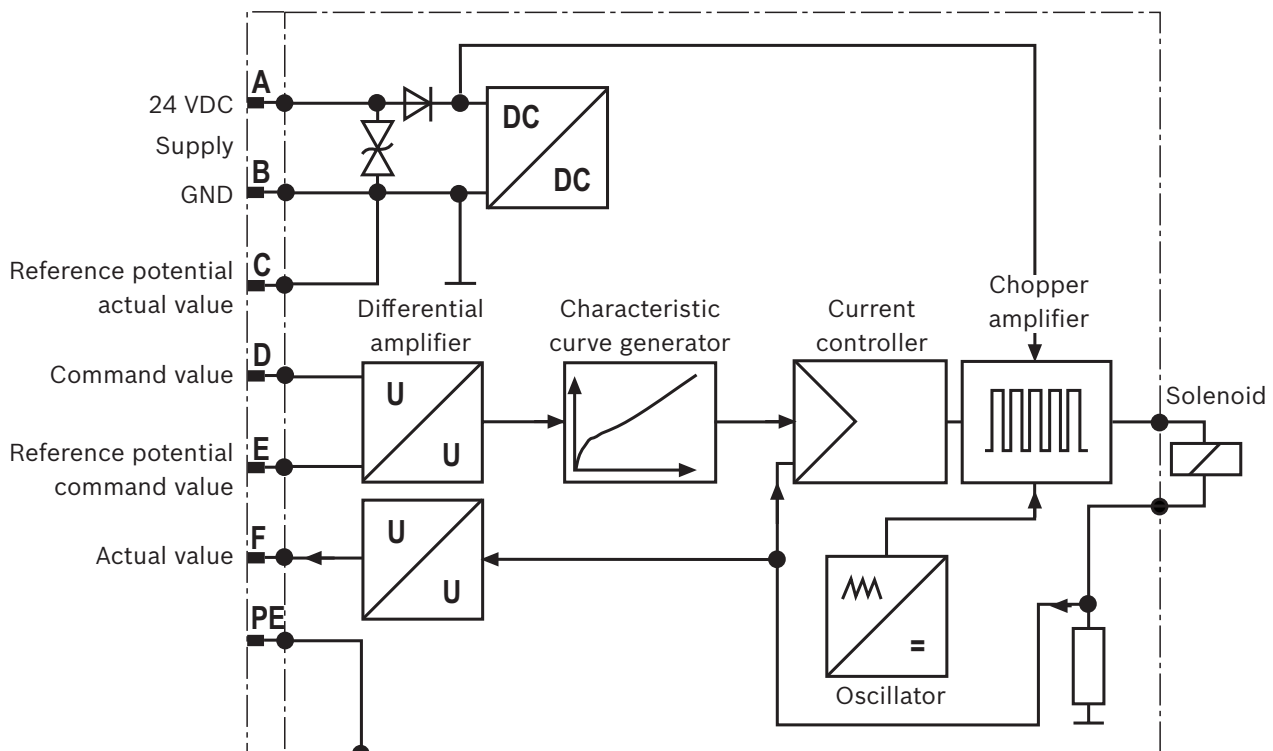 A
24 VDC
Supply
B
GND
DC
DC
C
Reference potential
actual value
Differential
amplifier
Characteristic
curve generator
Current
controller
Chopper
amplifier
D
Command value
U
U
Solenoid
E
Reference potential
command value
F
Actual value
U
U
PE
=
Oscillator